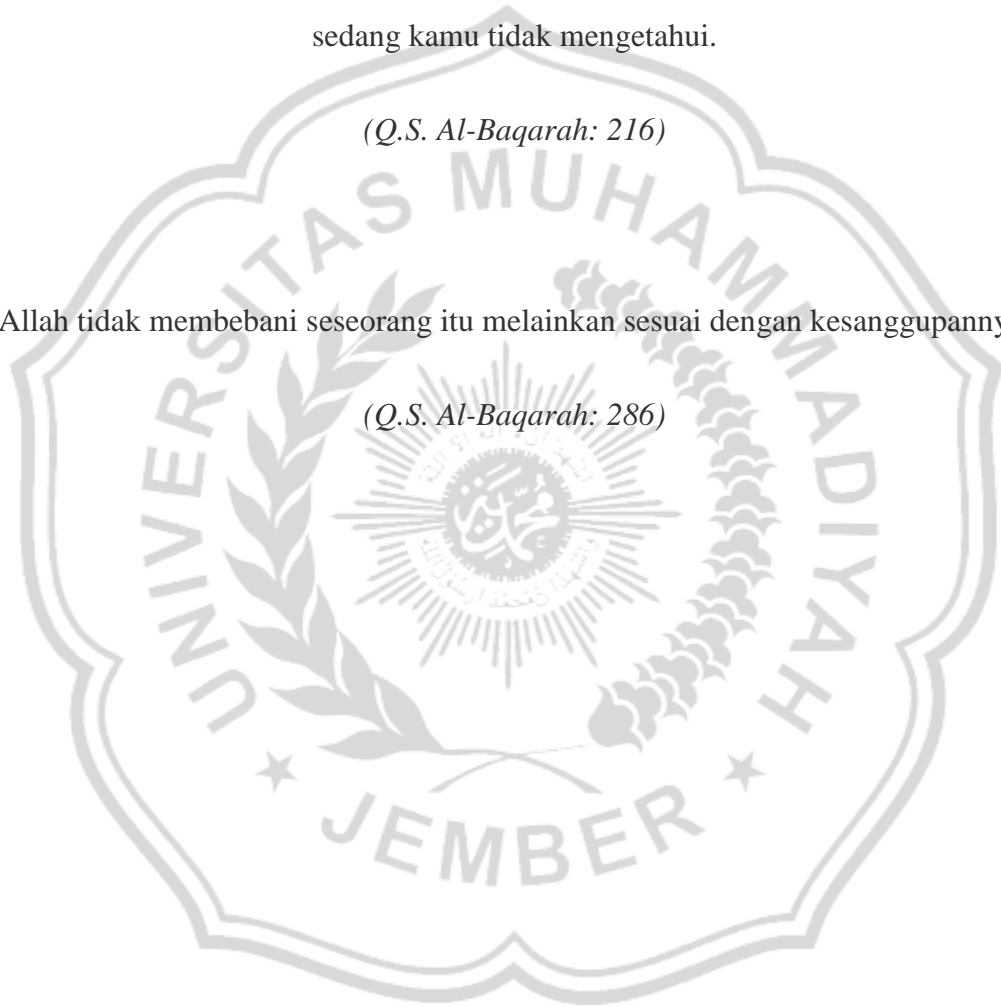 sedang kamu tidak mengetahui.
(Q.S. Al-Baqarah: 216)
UNIVERSITAS MUHAMMADIYAH
Allah tidak membebani seseorang itu melainkan sesuai dengan kesanggupanny
(Q.S. Al-Baqarah: 286)
JEMBER